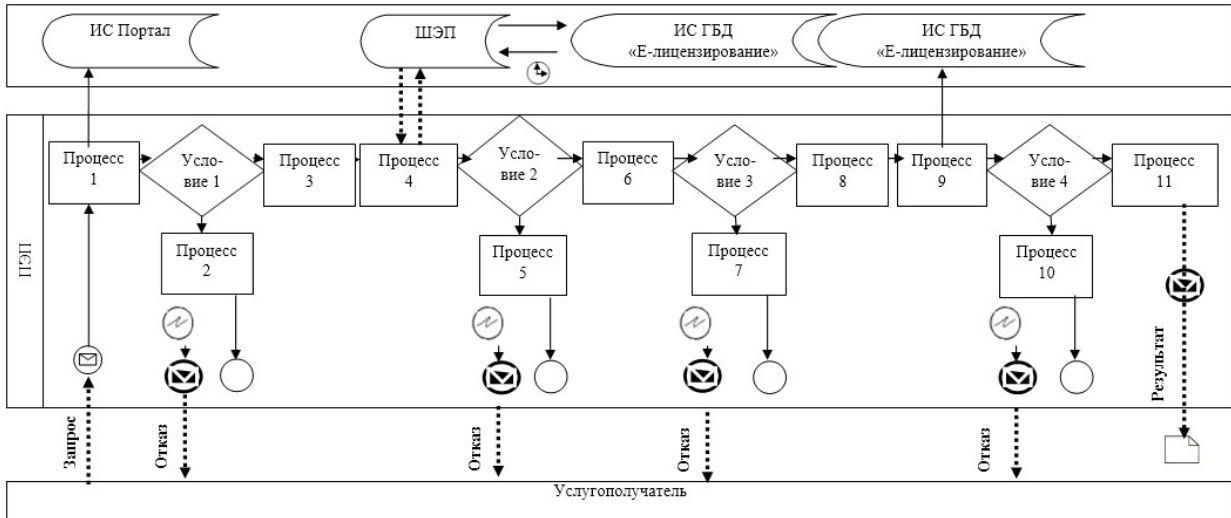 ИС Портал
ШЭП
ИС ГБД
«Е-лицензирование»
ИС ГБД
«Е-лицензирование»
ПЭП
Процесс
1
Усло-
вие 1
Процесс
3
Процесс
4
Усло-
вие 2
Процесс
6
Усло-
вие 3
Процесс
8
Процесс
9
Усло-
вие 4
Процесс
11
Процесс
2
Процесс
5
Процесс
7
Процесс
10
Запрос
Отказ
Отказ
Отказ
Отказ
Результат
Услугополучатель